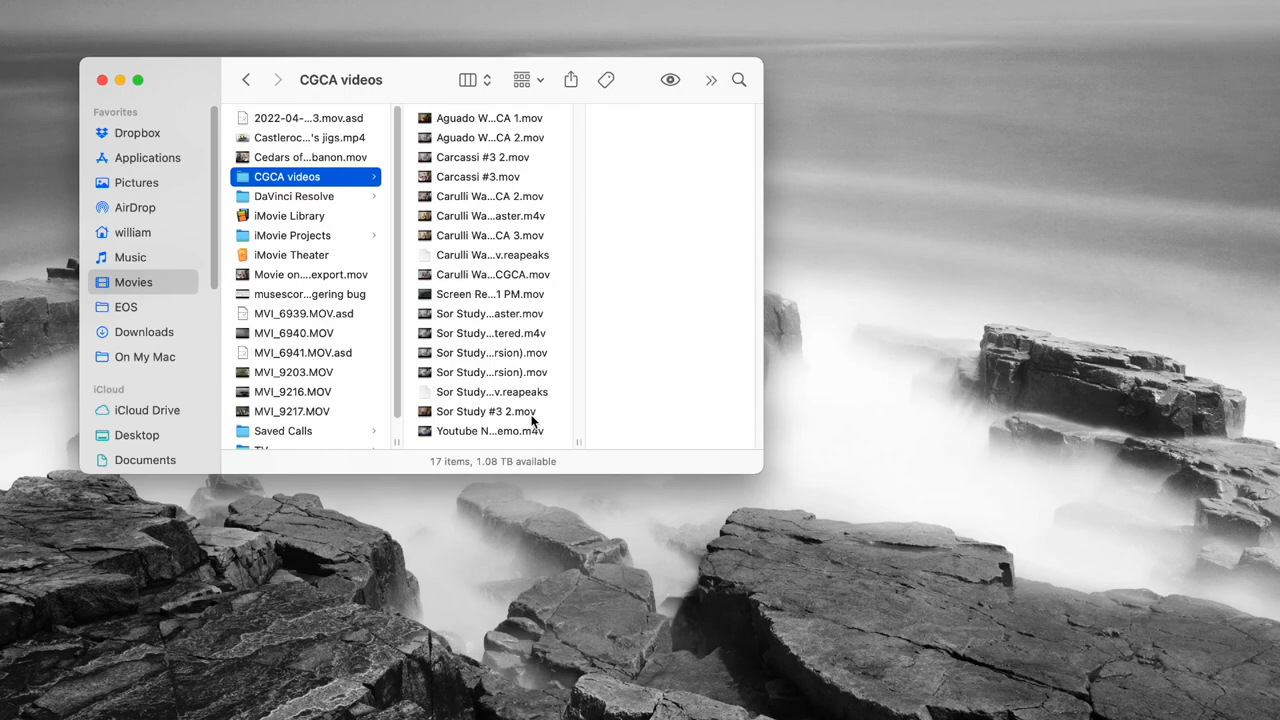 CGCA videos
Favorites
Dropbox
Applications
Pictures
AirDrop
william
Music
Movies
EOS
Downloads
On My Mac
iCloud
iCloud Drive
Desktop
Documents
2022-04-...3.mov.asd
Castleroc...'s jigs.mp4
Cedars of...banon.mov
CGCA videos
DaVinci Resolve
iMovie Library
iMovie Projects
iMovie Theater
Movie on....export.mov
musescor...gering bug
MVI_6939.MOV.asd
MVI_6940.MOV
MVI_6941.MOV.asd
MVI_9203.MOV
MVI_9216.MOV
MVI_9217.MOV
Saved Calls
TV
Aguado W...CA 1.mov
Aguado W...CA 2.mov
Carcassi #3 2.mov
Carcassi #3.mov
Carulli Wa...CA 2.mov
Carulli Wa...aster.m4v
Carulli Wa...CA 3.mov
Carulli Wa...v.reapeaks
Carulli Wa...CGCA.mov
Screen Re...1 PM.mov
Sor Study...aster.mov
Sor Study...tered.m4v
Sor Study...rsion).mov
Sor Study...rsion).mov
Sor Study...v.reapeaks
Sor Study #3 2.mov
Youtube N...emo.m4v
17 items, 1.08 TB available